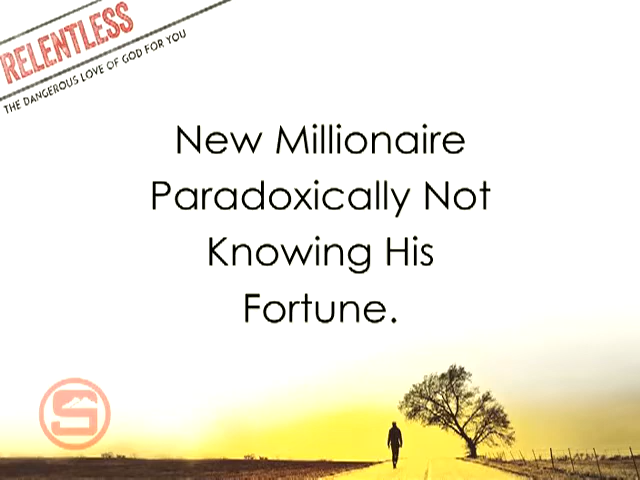 RELENTLESS
THE DANGEROUS LOVE OF GOD FOR YOU
New Millionaire
Paradoxically Not
Knowing His
Fortune.
S